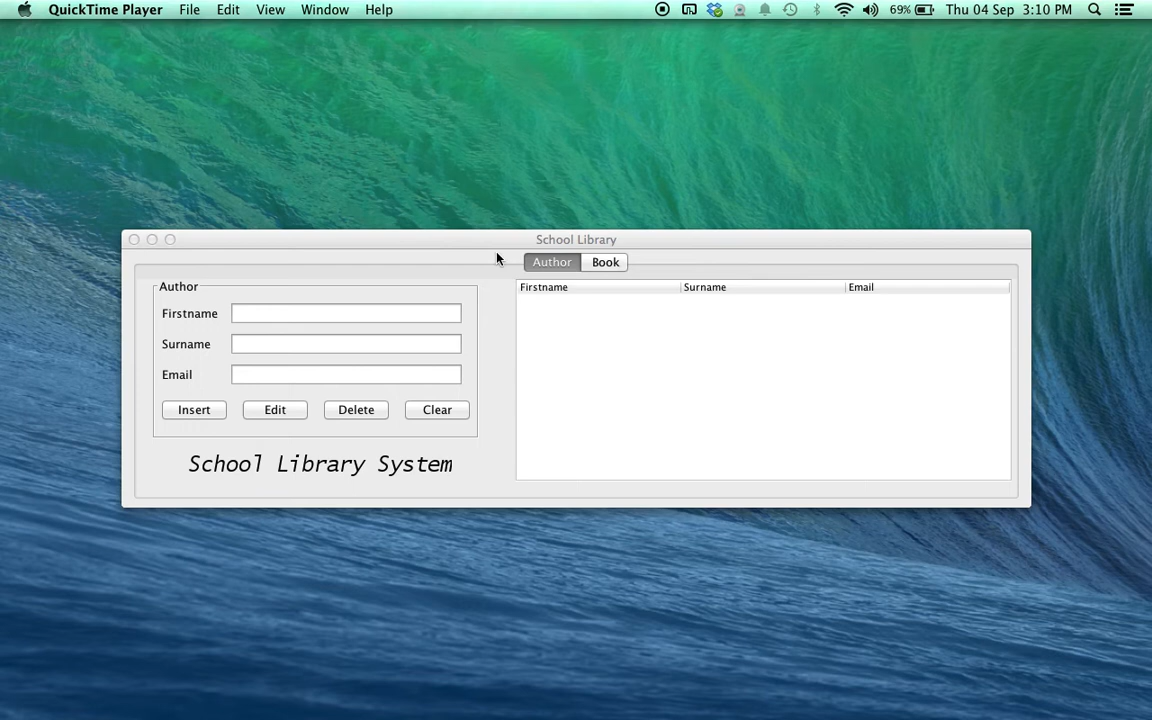 QuickTime Player File Edit View Window Help 69% Thu 04 Sep 3:10 PM
School Library
Author Book
Author
Firstname
Surname
Email
Insert Edit Delete Clear
School Library System
Firstname Surname Email